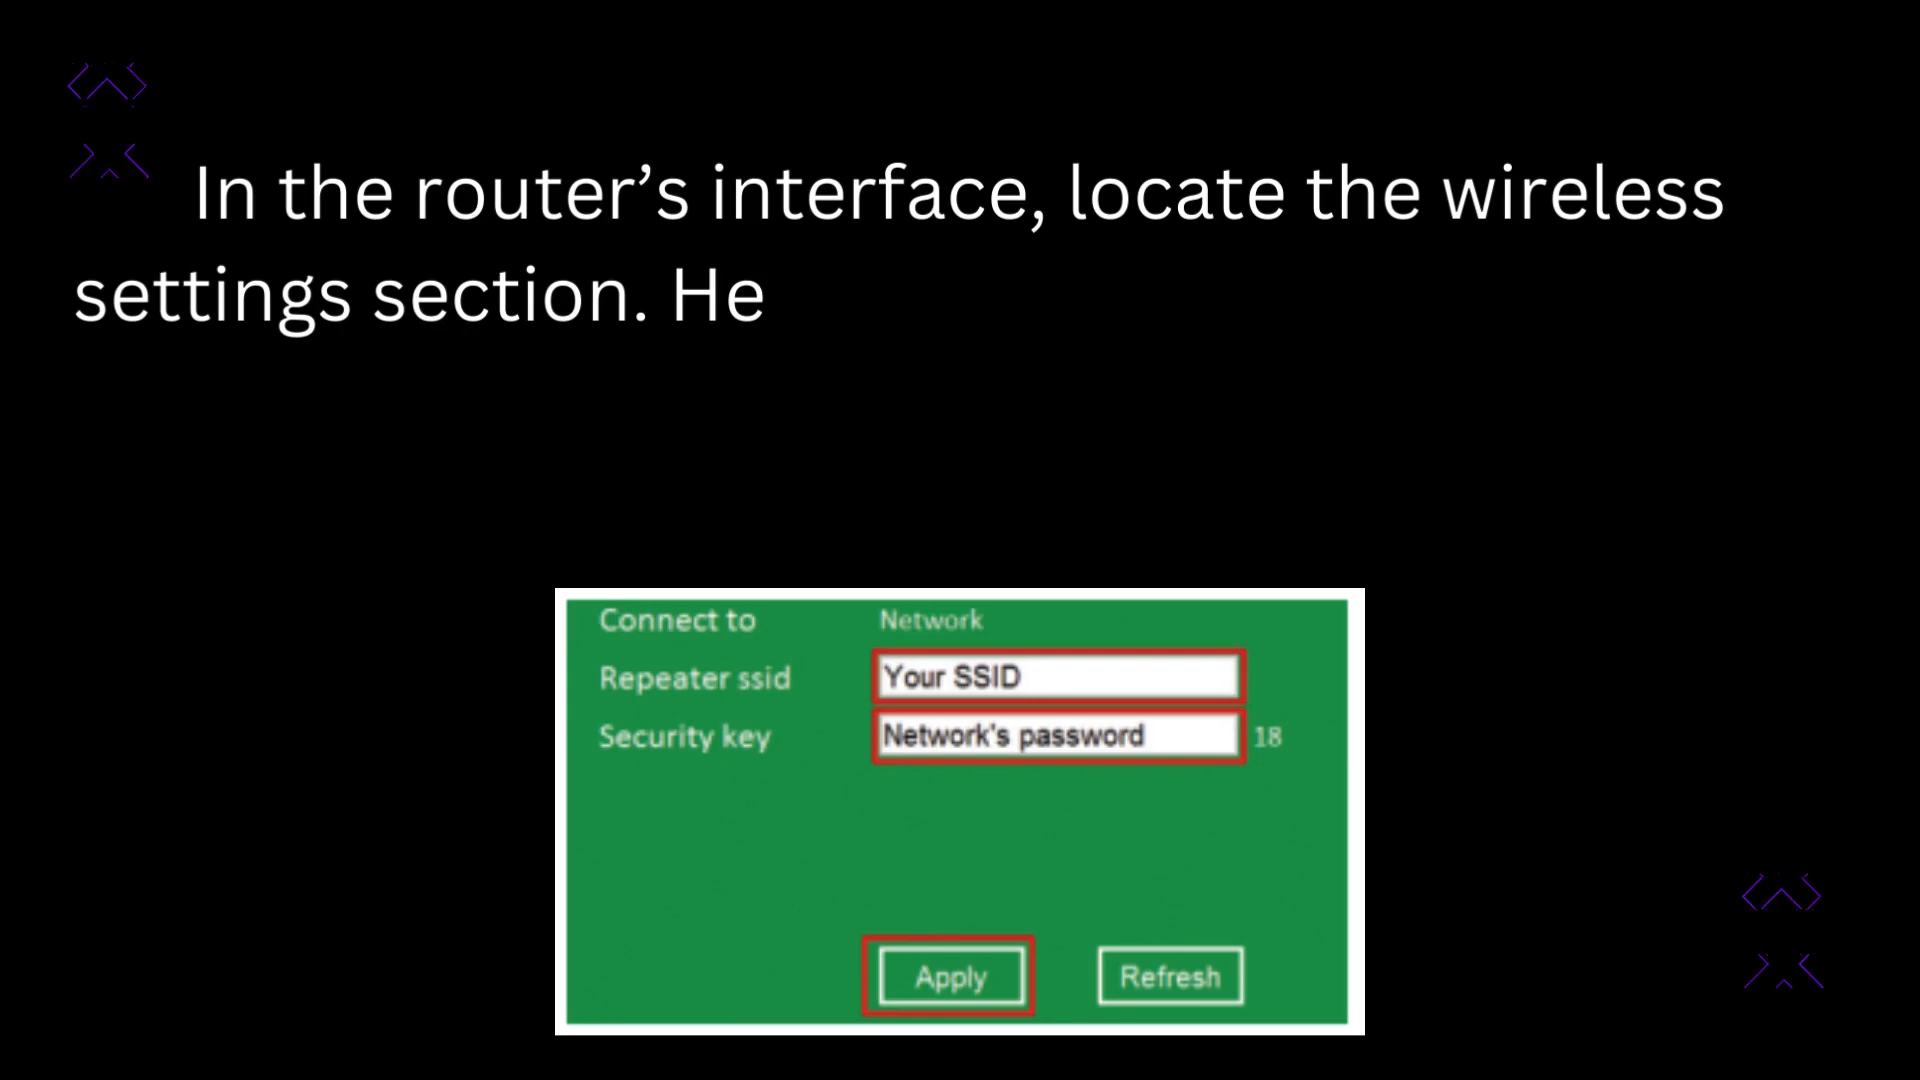 In the router’s interface, locate the wireless
settings section. He
Connect to Network
Repeater ssid Your SSID
Security key Network's password 18
Apply Refresh